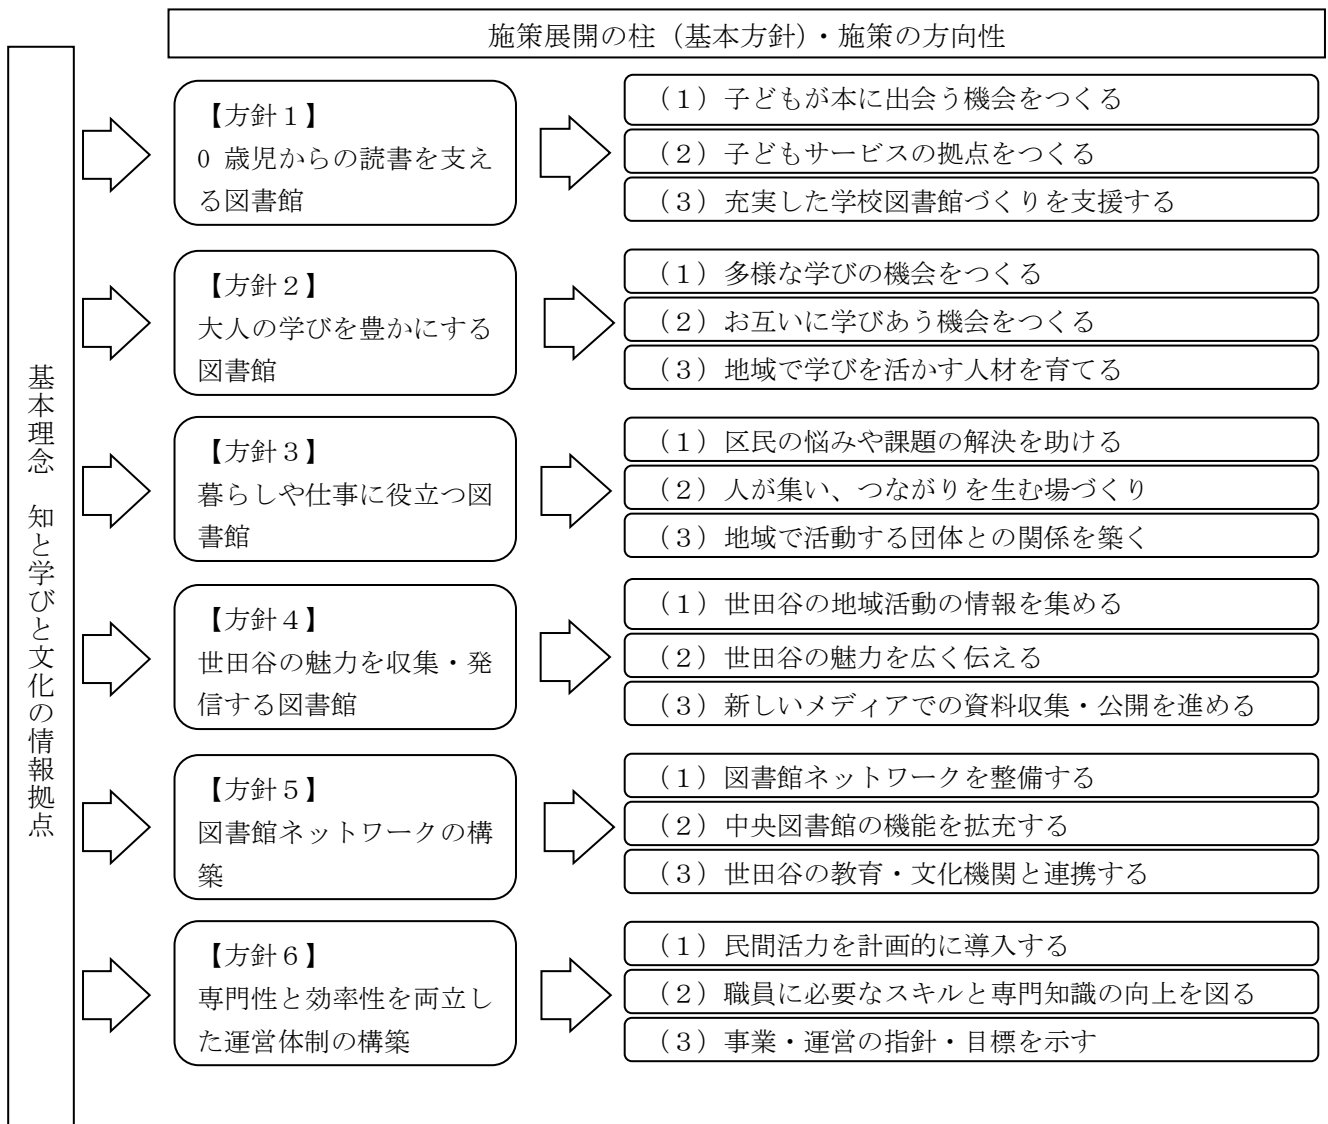 施策展開の柱（基本方針）・施策の方向性
基本理念　知と学びと文化の情報拠点
【方針１】
0 歳児からの読書を支え
る図書館
（１）子どもが本に出会う機会をつくる
（２）子どもサービスの拠点をつくる
（３）充実した学校図書館づくりを支援する
【方針２】
大人の学びを豊かにする
図書館
（１）多様な学びの機会をつくる
（２）お互いに学びあう機会をつくる
（３）地域で学びを活かす人材を育てる
【方針３】
暮らしや仕事に役立つ図
書館
（１）区民の悩みや課題の解決を助ける
（２）人が集い、つながりを生む場づくり
（３）地域で活動する団体との関係を築く
【方針４】
世田谷の魅力を収集・発
信する図書館
（１）世田谷の地域活動の情報を集める
（２）世田谷の魅力を広く伝える
（３）新しいメディアでの資料収集・公開を進める
【方針５】
図書館ネットワークの構
築
（１）図書館ネットワークを整備する
（２）中央図書館の機能を拡充する
（３）世田谷の教育・文化機関と連携する
【方針６】
専門性と効率性を両立し
た運営体制の構築
（１）民間活力を計画的に導入する
（２）職員に必要なスキルと専門知識の向上を図る
（３）事業・運営の指針・目標を示す